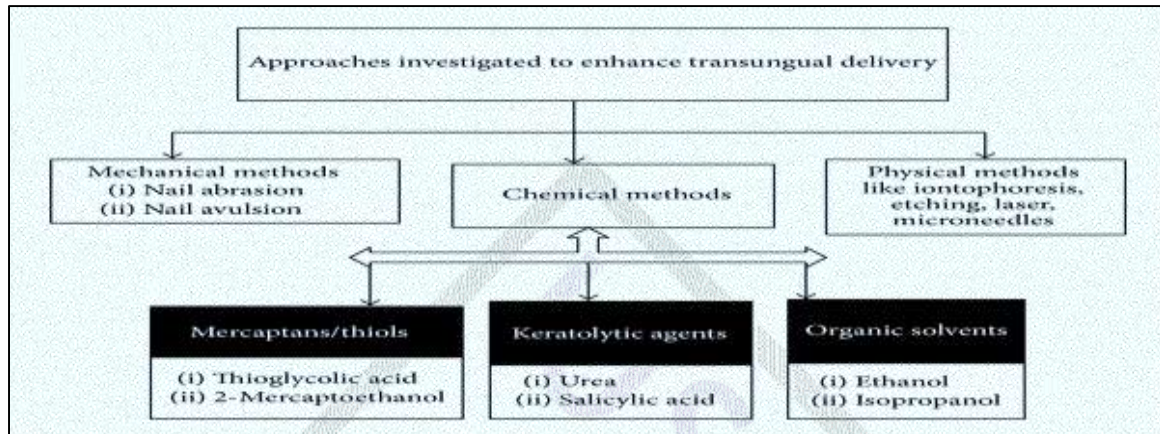 Approaches investigated to enhance transungual delivery
Mechanical methods
(i) Nail abrasion
(ii) Nail avulsion
Chemical methods
Physical methods
like iontophoresis,
etching, laser,
microneedles
Mercaptans/thiols
(i) Thioglycolic acid
(ii) 2-Mercaptoethanol
Keratolytic agents
(i) Urea
(ii) Salicylic acid
Organic solvents
(i) Ethanol
(ii) Isopropanol